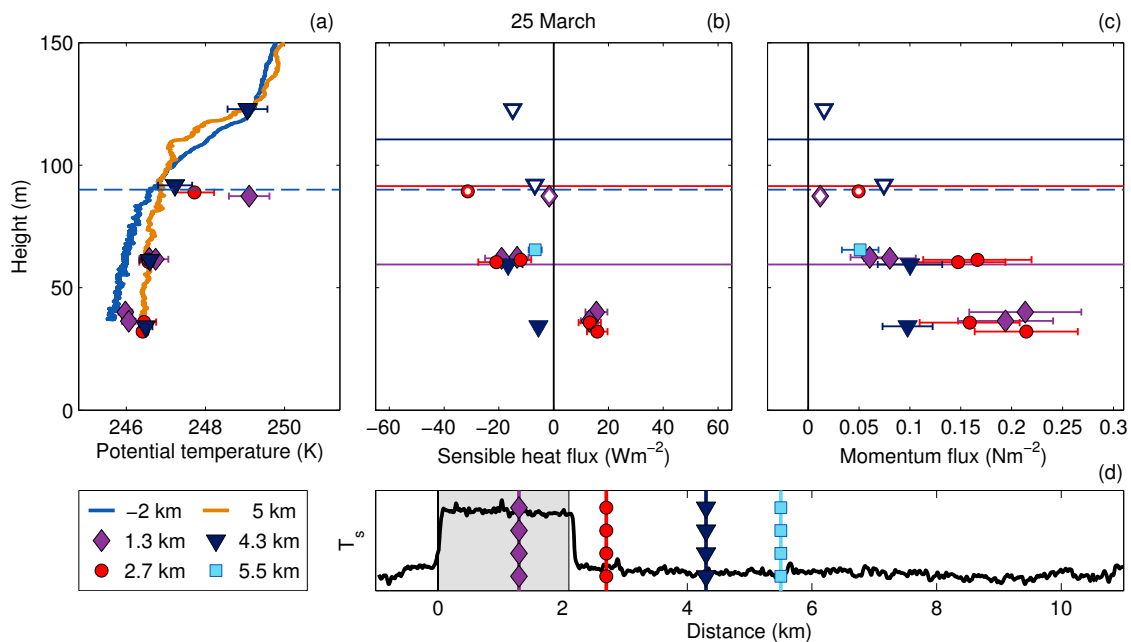 25 March
(a)
(b)
(c)
150
100
50
0
Height (m)
246 248 250
Potential temperature (K)
−60 −40 −20 0 20 40 60
Sensible heat flux (Wm−2)
0 0.05 0.1 0.15 0.2 0.25 0.3
Momentum flux (Nm−2)
(d)
−2 km 5 km
1.3 km 4.3 km
2.7 km 5.5 km
Ts
0 2 4 6 8 10
Distance (km)